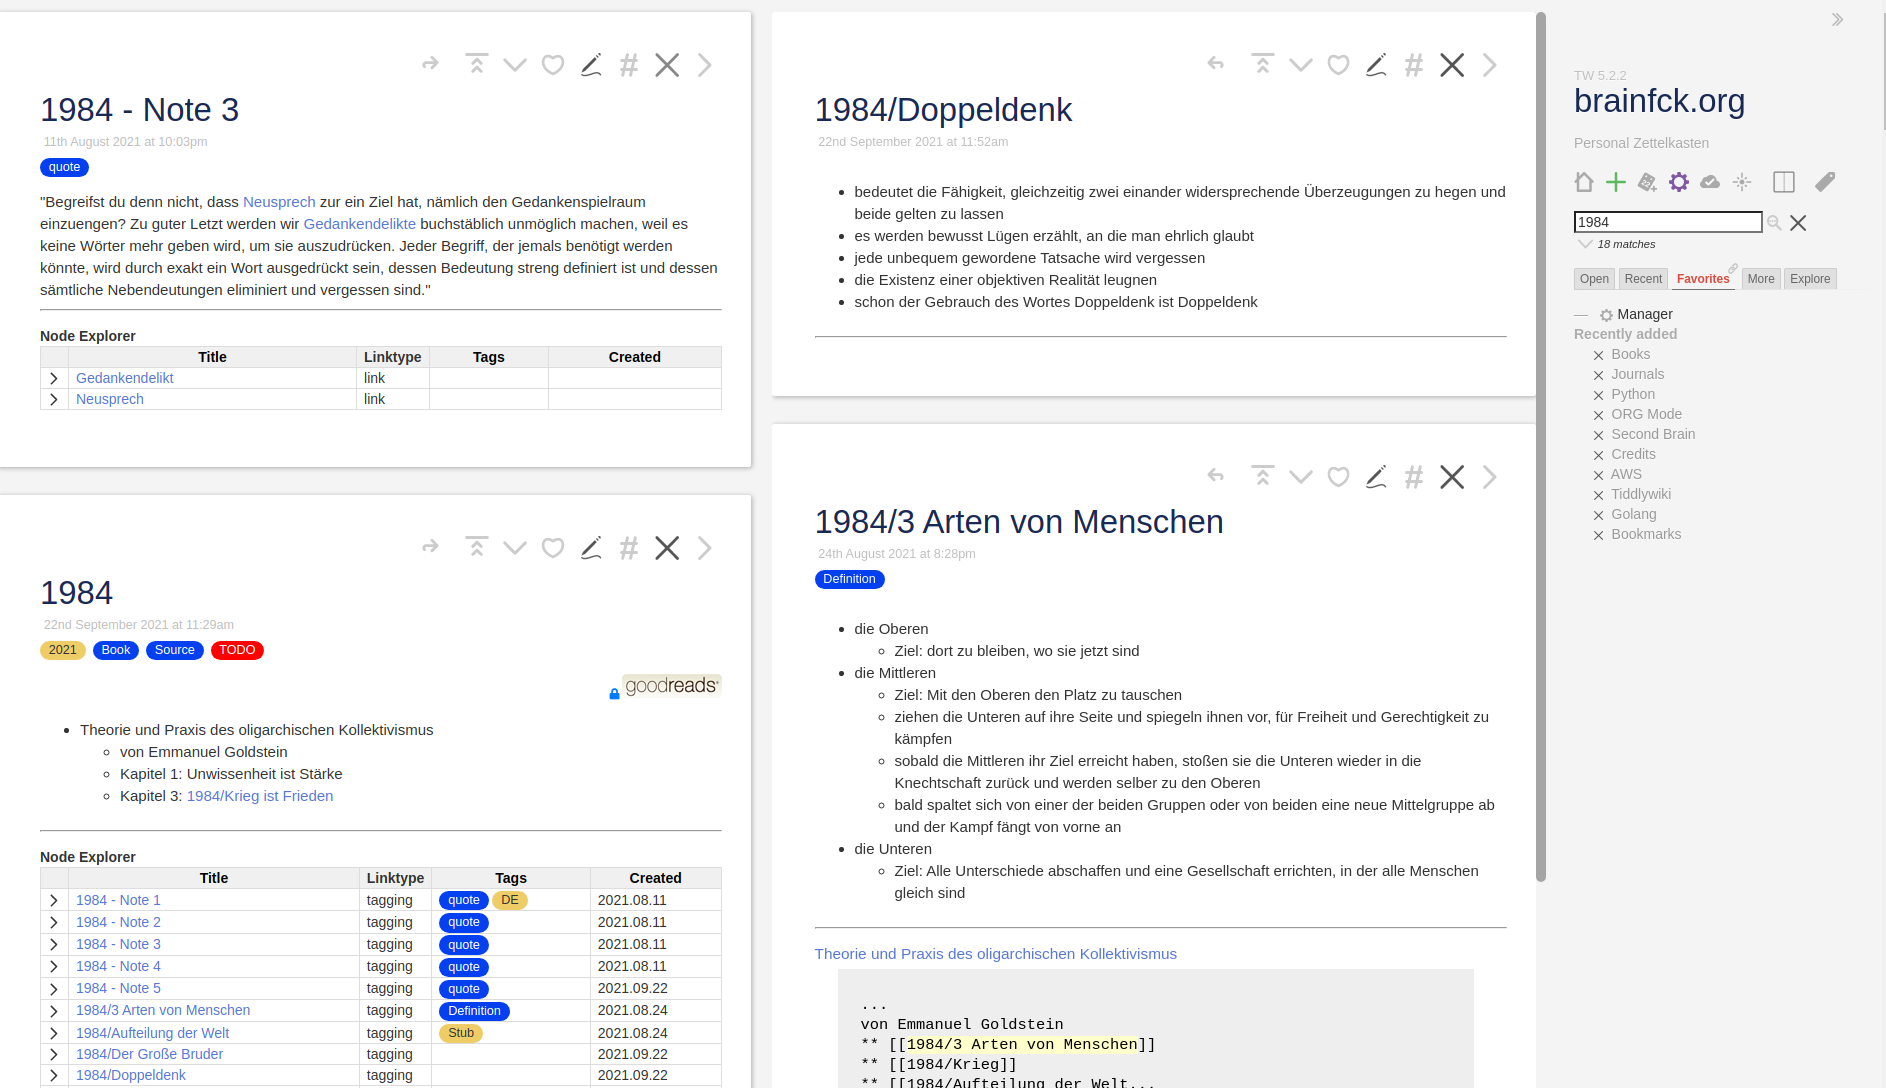 1984 - Note 3
11th August 2021 at 10:03pm
quote
"Begreifst du denn nicht, dass Neusprech zur ein Ziel hat, nämlich den Gedankenspielraum
einzuengen? Zu guter Letzt werden wir Gedankendelikte buchstäblich unmöglich machen, weil es
keine Wörter mehr geben wird, um sie auszudrücken. Jeder Begriff, der jemals benötigt werden
könnte, wird durch exakt ein Wort ausgedrückt sein, dessen Bedeutung streng definiert ist und dessen
sämtliche Nebendeutungen eliminiert und vergessen sind."
Node Explorer
Title Linktype Tags Created
Gedankendelikt link
Neusprech link
1984
22nd September 2021 at 11:29am
2021 Book Source TODO
goodreads
Theorie und Praxis des oligarchischen Kollektivismus
von Emmanuel Goldstein
Kapitel 1: Unwissenheit ist Stärke
Kapitel 3: 1984/Krieg ist Frieden
Node Explorer
Title Linktype Tags Created
1984 - Note 1 tagging quote DE 2021.08.11
1984 - Note 2 tagging quote 2021.08.11
1984 - Note 3 tagging quote 2021.08.11
1984 - Note 4 tagging quote 2021.08.11
1984 - Note 5 tagging quote 2021.09.22
1984/3 Arten von Menschen tagging Definition 2021.08.24
1984/Aufteilung der Welt tagging Stub 2021.08.24
1984/Der Große Bruder tagging 2021.09.22
1984/Doppeldenk tagging 2021.09.22
1984/Doppeldenk
22nd September 2021 at 11:52am
bedeutet die Fähigkeit, gleichzeitig zwei einander widersprechende Überzeugungen zu hegen und
beide gelten zu lassen
es werden bewusst Lügen erzählt, an die man ehrlich glaubt
jede unbequem gewordene Tatsache wird vergessen
die Existenz einer objektiven Realität leugnen
schon der Gebrauch des Wortes Doppeldenk ist Doppeldenk
1984/3 Arten von Menschen
24th August 2021 at 8:28pm
Definition
die Oberen
Ziel: dort zu bleiben, wo sie jetzt sind
die Mittleren
Ziel: Mit den Oberen den Platz zu tauschen
ziehen die Unteren auf ihre Seite und spiegeln ihnen vor, für Freiheit und Gerechtigkeit zu
kämpfen
sobald die Mittleren ihr Ziel erreicht haben, stoßen sie die Unteren wieder in die
Knechtschaft zurück und werden selber zu den Oberen
bald spaltet sich von einer der beiden Gruppen oder von beiden eine neue Mittelgruppe ab
und der Kampf fängt von vorne an
die Unteren
Ziel: Alle Unterschiede abschaffen und eine Gesellschaft errichten, in der alle Menschen
gleich sind
Theorie und Praxis des oligarchischen Kollektivismus
...
von Emmanuel Goldstein
** [[1984/3 Arten von Menschen]]
** [[1984/Krieg]]
** [[1984/Aufteilung der Welt...
TW 5.2.2
brainfck.org
Personal Zettelkasten
1984
18 matches
Open Recent Favorites More Explore
Manager
Recently added
Books
Journals
Python
ORG Mode
Second Brain
Credits
AWS
Tiddlywiki
Golang
Bookmarks